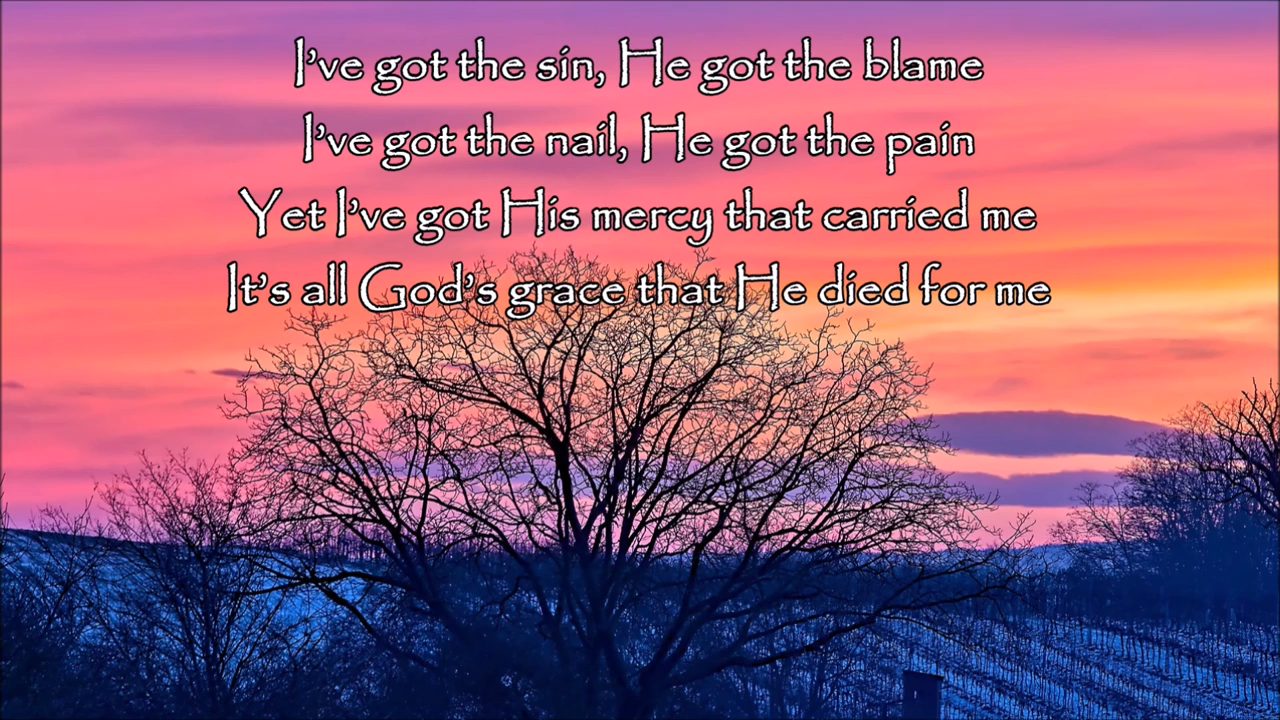 I've got the sin, He got the blame
I've got the nail, He got the pain
Yet I've got His mercy that carried me
It's all God's grace that He died for me